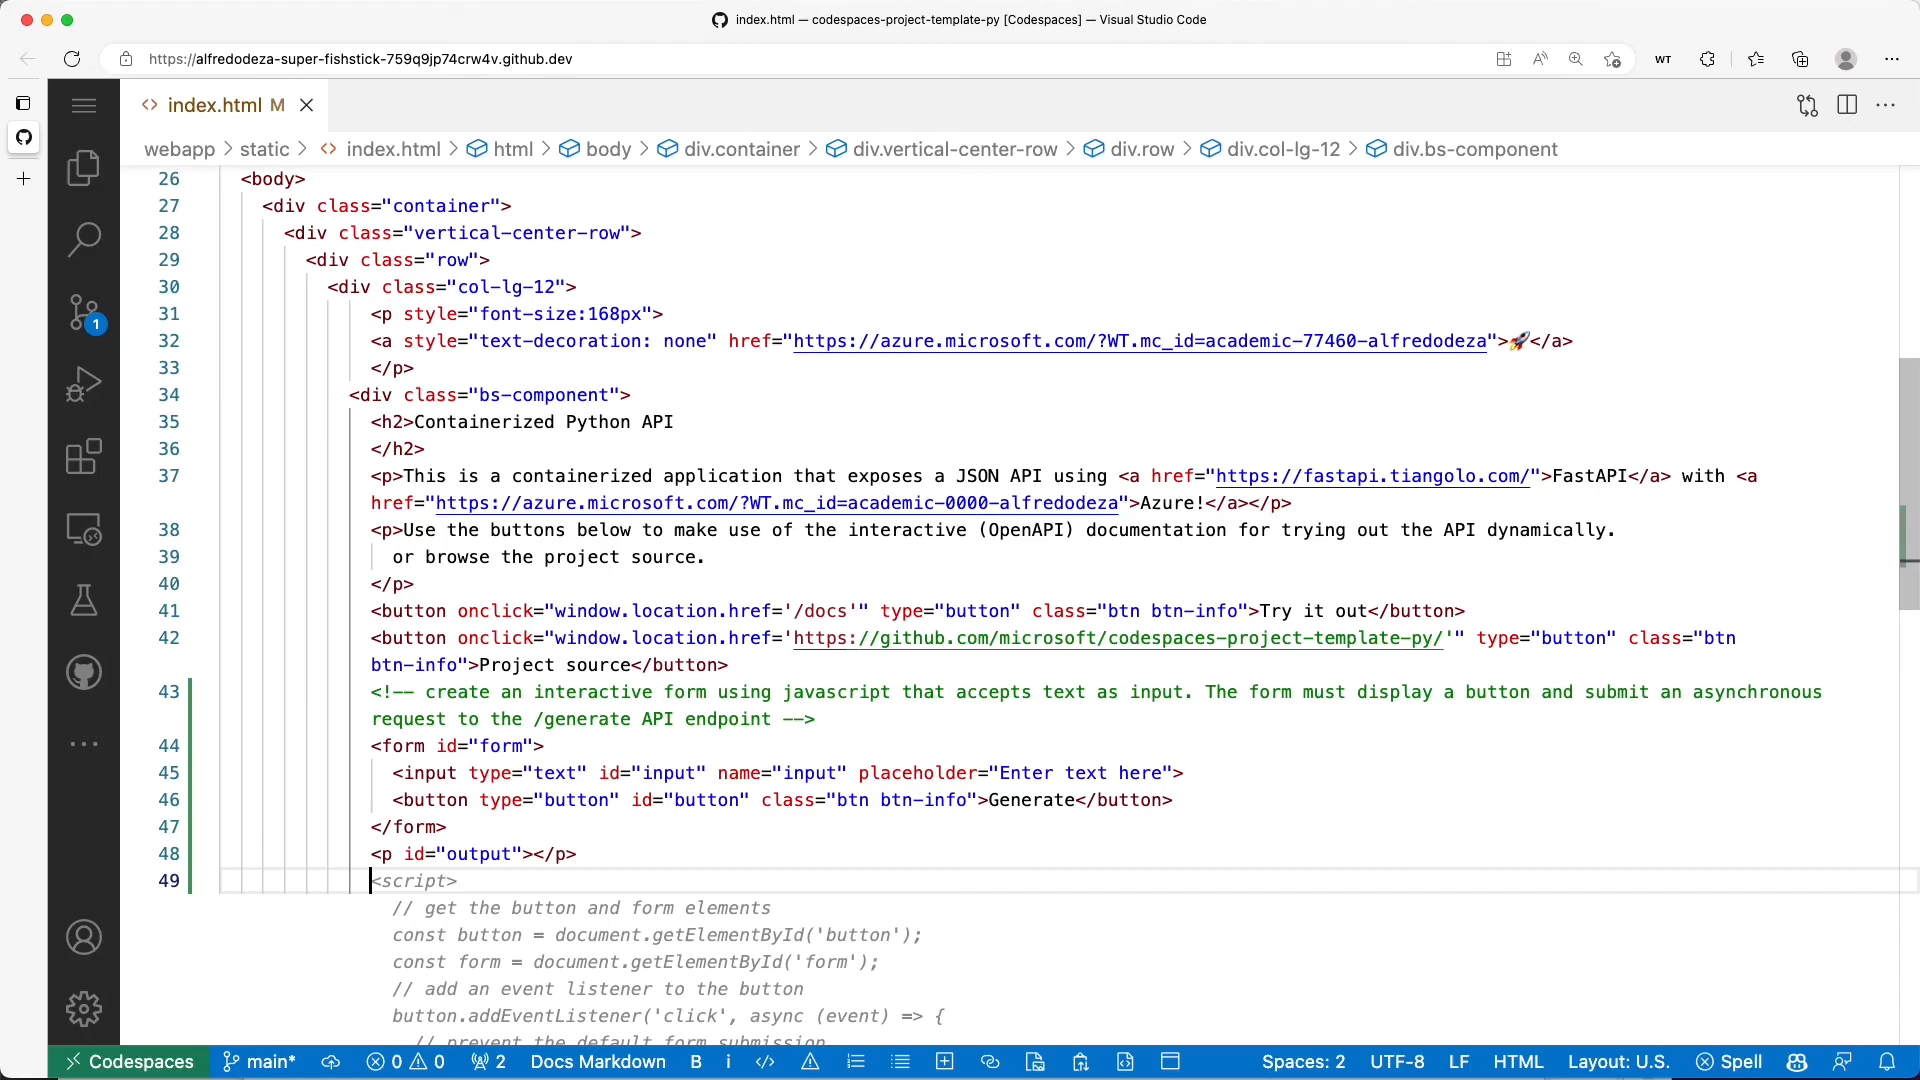 index.html — codespaces-project-template-py [Codespaces] — Visual Studio Code
https://alfredodeza-super-fishstick-759q9jp74crw4v.github.dev
WT
index.html M
webapp > static > index.html > html > body > div.container > div.vertical-center-row > div.row > div.col-lg-12 > div.bs-component
26 <body>
27 <div class="container">
28 <div class="vertical-center-row">
29 <div class="row">
30 <div class="col-lg-12">
31 <p style="font-size:168px">
32 <a style="text-decoration: none" href="https://azure.microsoft.com/?WT.mc_id=academic-77460-alfredodeza">🚀</a>
33 </p>
34 <div class="bs-component">
35 <h2>Containerized Python API
36 </h2>
37 <p>This is a containerized application that exposes a JSON API using <a href="https://fastapi.tiangolo.com/">FastAPI</a> with <a
href="https://azure.microsoft.com/?WT.mc_id=academic-0000-alfredodeza">Azure!</a></p>
38 <p>Use the buttons below to make use of the interactive (OpenAPI) documentation for trying out the API dynamically.
39 or browse the project source.
40 </p>
41 <button onclick="window.location.href='/docs'" type="button" class="btn btn-info">Try it out</button>
42 <button onclick="window.location.href='https://github.com/microsoft/codespaces-project-template-py/'" type="button" class="btn
btn-info">Project source</button>
43 <!-- create an interactive form using javascript that accepts text as input. The form must display a button and submit an asynchronous
request to the /generate API endpoint -->
44 <form id="form">
45 <input type="text" id="input" name="input" placeholder="Enter text here">
46 <button type="button" id="button" class="btn btn-info">Generate</button>
47 </form>
48 <p id="output"></p>
49 <script>
// get the button and form elements
const button = document.getElementById('button');
const form = document.getElementById('form');
// add an event listener to the button
button.addEventListener('click', async (event) => {
// prevent the default form submission
1
Codespaces main* 0 0 2 Docs Markdown B i </> Spaces: 2 UTF-8 LF HTML Layout: U.S. Spell